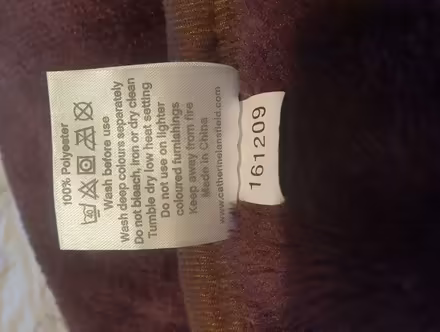 100% Polyester
Wash before use
Wash deep colours separately
Do not bleach, iron or dry clean
Tumble dry low heat setting
Do not use on lighter
coloured furnishings
Keep away from fire
Made in China
www.catherinelansfield.com
161209